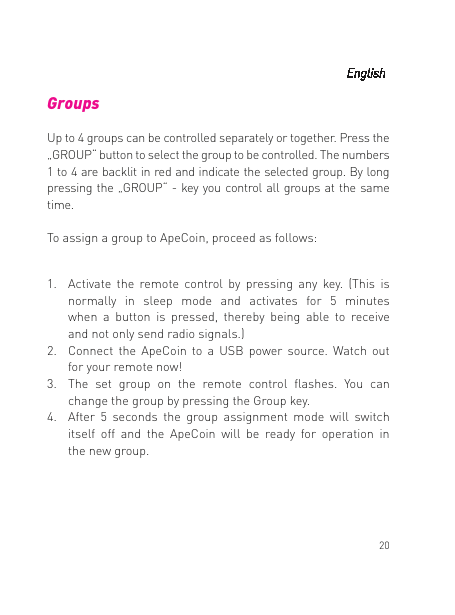 English
Groups
Up to 4 groups can be controlled separately or together. Press the
„GROUP“ button to select the group to be controlled. The numbers
1 to 4 are backlit in red and indicate the selected group. By long
pressing the „GROUP“ - key you control all groups at the same
time.
To assign a group to ApeCoin, proceed as follows:
1. Activate the remote control by pressing any key. (This is
normally in sleep mode and activates for 5 minutes
when a button is pressed, thereby being able to receive
and not only send radio signals.)
2. Connect the ApeCoin to a USB power source. Watch out
for your remote now!
3. The set group on the remote control flashes. You can
change the group by pressing the Group key.
4. After 5 seconds the group assignment mode will switch
itself off and the ApeCoin will be ready for operation in
the new group.
20